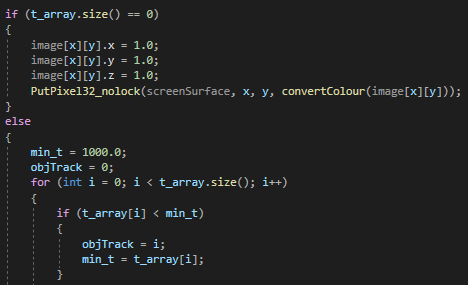 if (t_array.size() == 0)
{
    image[x][y].x = 1.0;
    image[x][y].y = 1.0;
    image[x][y].z = 1.0;
    PutPixel32_nolock(screenSurface, x, y, convertColour(image[x][y]));
}
else
{
    min_t = 1000.0;
    objTrack = 0;
    for (int i = 0; i < t_array.size(); i++)
    {
        if (t_array[i] < min_t)
        {
            objTrack = i;
            min_t = t_array[i];
        }